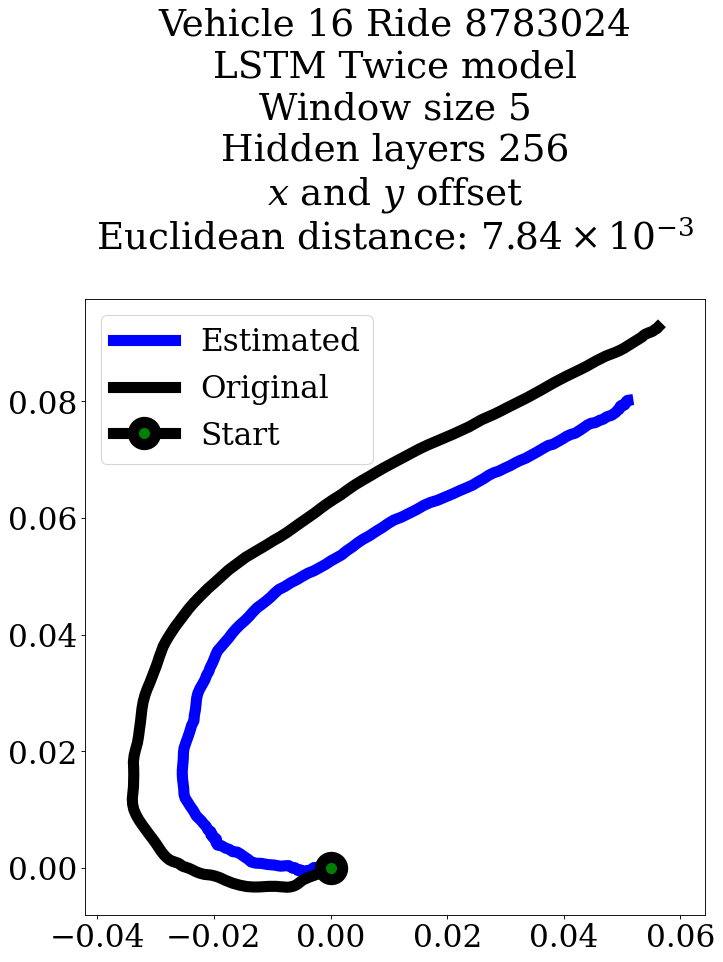 Vehicle 16 Ride 8783024
LSTM Twice model
Window size 5
Hidden layers 256
x and y offset
Euclidean distance: 7.84 × 10⁻³
Estimated
Original
Start
0.08
0.06
0.04
0.02
0.00
−0.04 −0.02 0.00 0.02 0.04 0.06